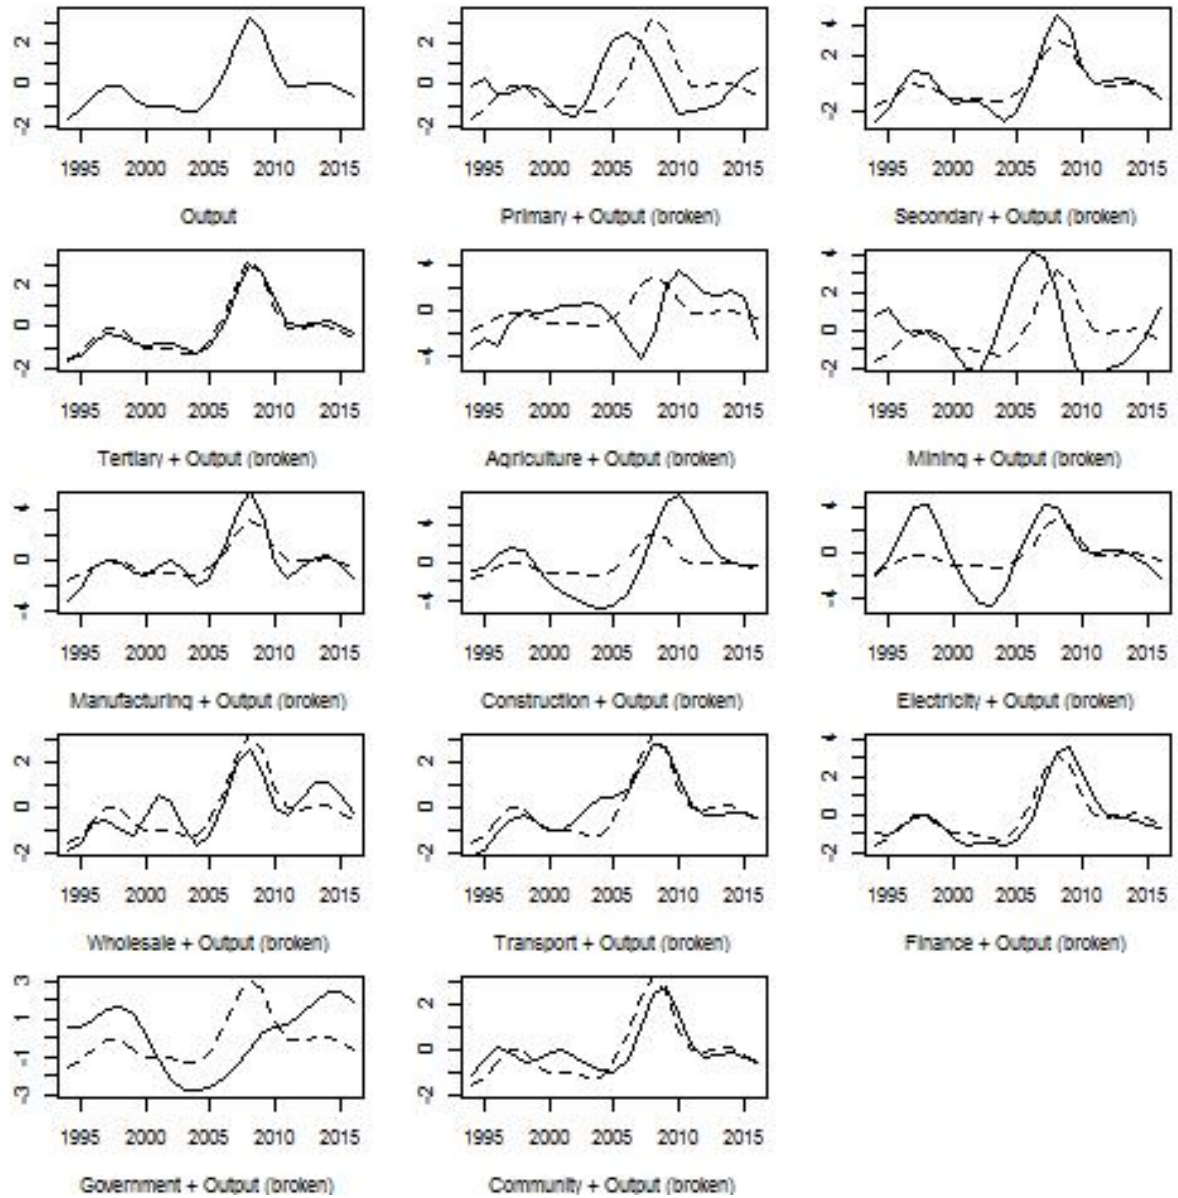 2
0
-2
1995 2000 2005 2010 2015
Output
2
0
-2
1995 2000 2005 2010 2015
Primary + Output (broken)
4
2
-2
1995 2000 2005 2010 2015
Secondary + Output (broken)
2
0
-2
1995 2000 2005 2010 2015
Tertiary + Output (broken)
4
0
-4
1995 2000 2005 2010 2015
Agriculture + Output (broken)
4
2
0
-2
1995 2000 2005 2010 2015
Mining + Output (broken)
4
0
-4
1995 2000 2005 2010 2015
Manufacturing + Output (broken)
4
0
-4
1995 2000 2005 2010 2015
Construction + Output (broken)
4
0
-4
1995 2000 2005 2010 2015
Electricity + Output (broken)
2
0
-2
1995 2000 2005 2010 2015
Wholesale + Output (broken)
2
0
-2
1995 2000 2005 2010 2015
Transport + Output (broken)
4
2
0
-2
1995 2000 2005 2010 2015
Finance + Output (broken)
3
1
-1
-3
1995 2000 2005 2010 2015
Government + Output (broken)
2
0
-2
1995 2000 2005 2010 2015
Community + Output (broken)